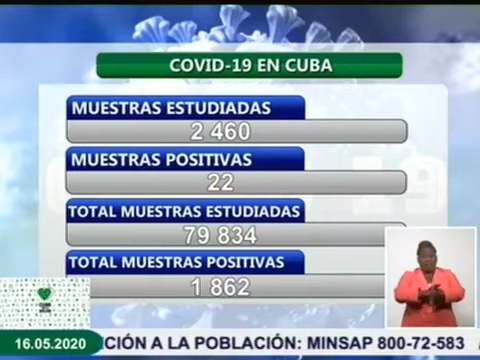 COVID-19 EN CUBA
MUESTRAS ESTUDIADAS
2 460
MUESTRAS POSITIVAS
22
TOTAL MUESTRAS ESTUDIADAS
79 834
TOTAL MUESTRAS POSITIVAS
1 862
16.05.2020 CIÓN A LA POBLACIÓN: MINSAP 800-72-583 /